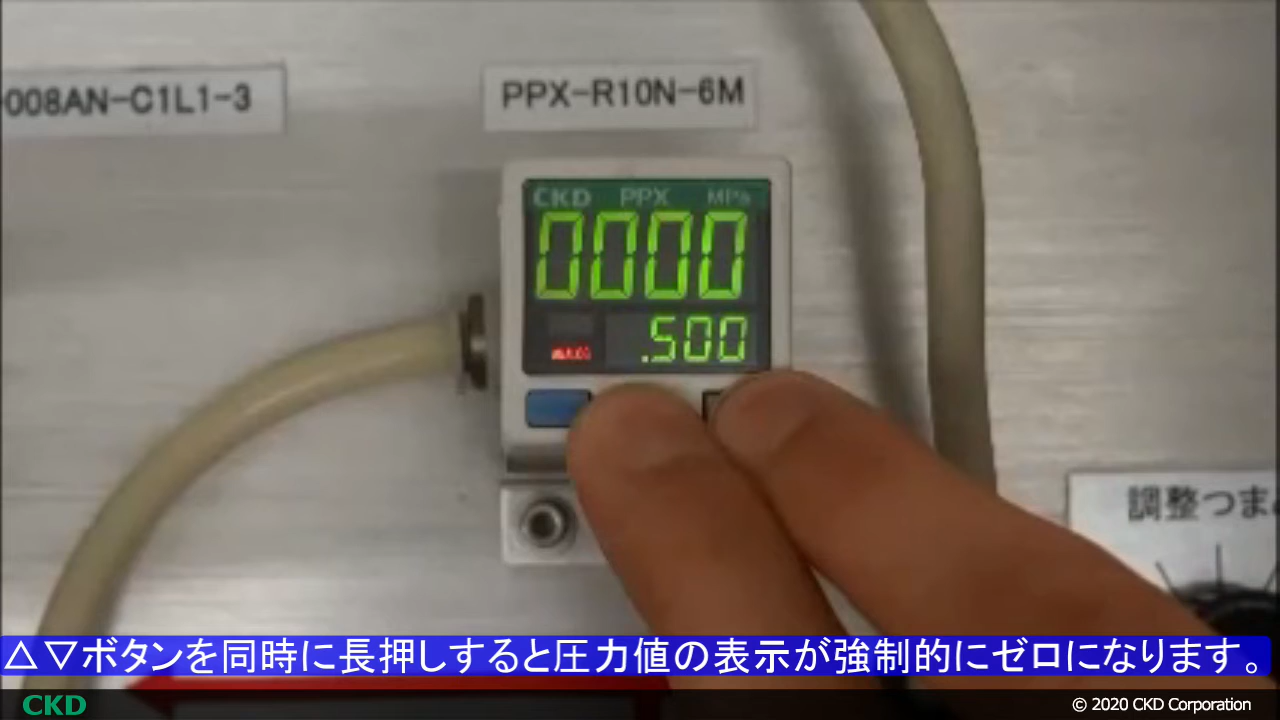 -008AN-C1L1-3
PPX-R10N-6M
CKD PPX MPa
0000
.500
調整つま
△▽ボタンを同時に長押しすると圧力値の表示が強制的にゼロになります。
CKD
© 2020 CKD Corporation